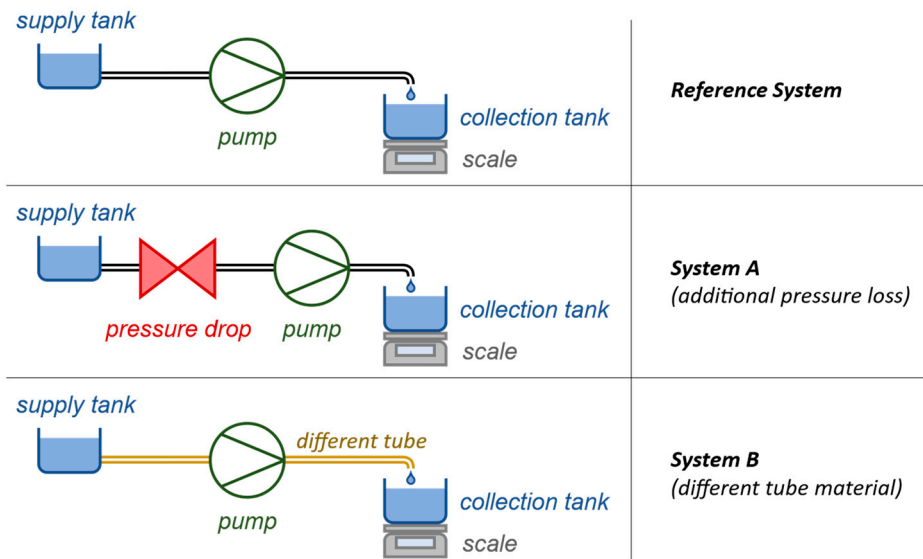 supply tank
pump
collection tank
scale
Reference System
supply tank
pressure drop
pump
collection tank
scale
System A
(additional pressure loss)
supply tank
different tube
pump
collection tank
scale
System B
(different tube material)